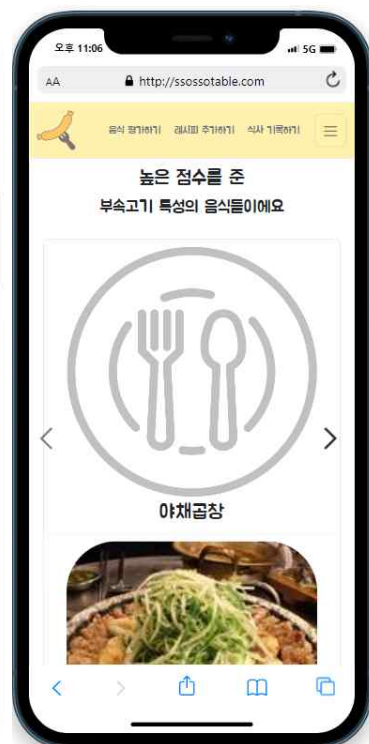 오후 11:06
5G
AA
http://ssossotable.com
음식 평가하기 레시피 추가하기 식사 기록하기
높은 점수를 준
부속고기 특성의 음식들이에요
야채곱창